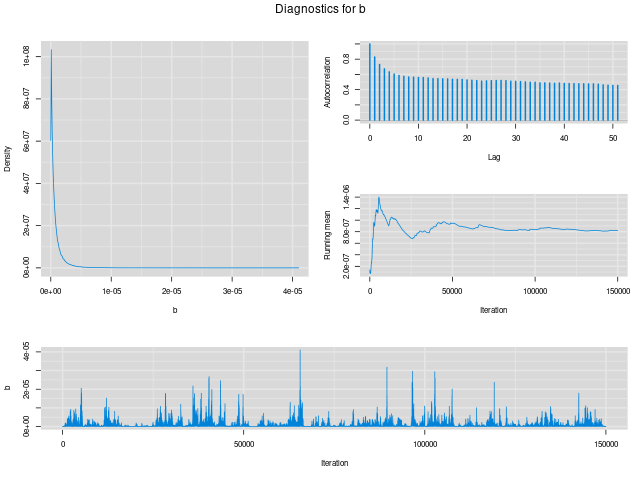 Diagnostics for b
Density
0e+00
2e+07
4e+07
6e+07
8e+07
1e+08
0e+00
1e-05
2e-05
3e-05
4e-05
b
Autocorrelation
0.0
0.4
0.8
0
10
20
30
40
50
Lag
Running mean
2.0e-07
8.0e-07
1.4e-06
0
50000
100000
150000
Iteration
b
0e+00
2e-05
4e-05
0
50000
100000
150000
Iteration